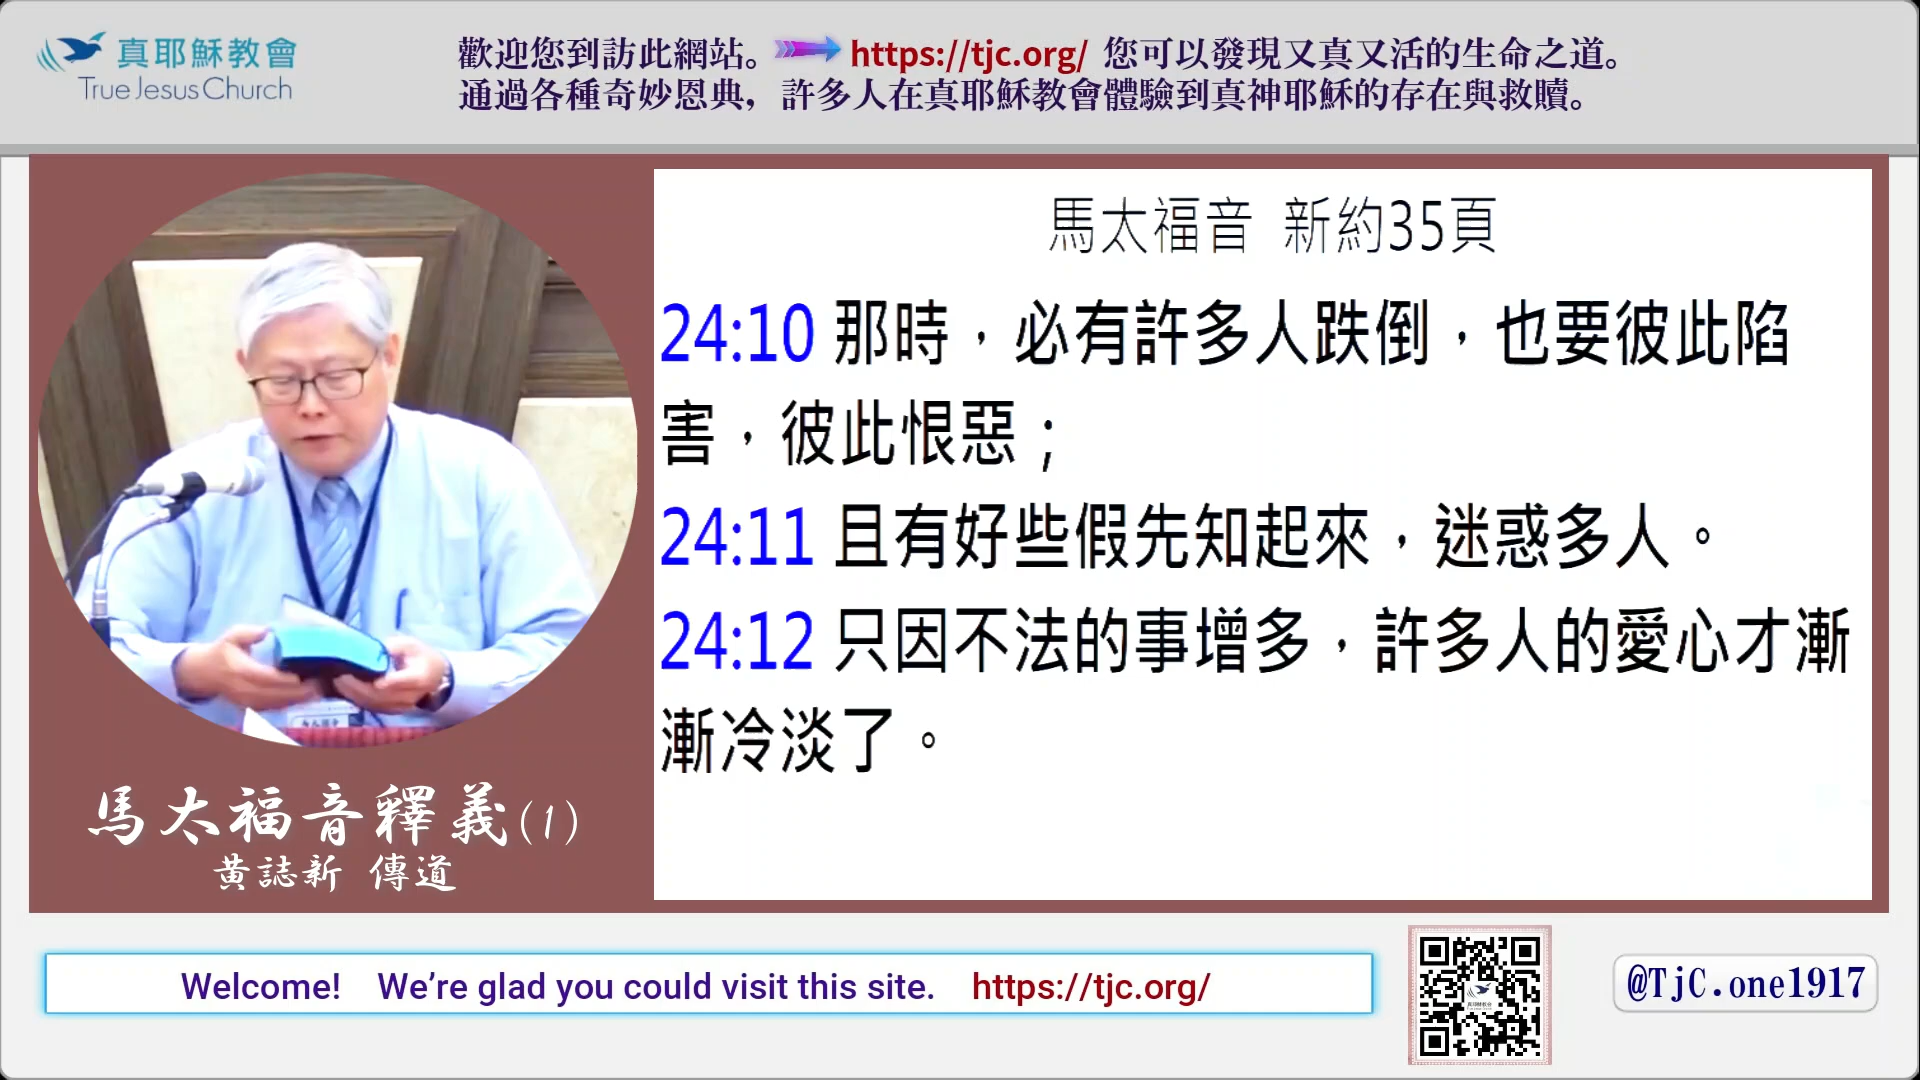 真耶穌教會
True Jesus Church
歡迎您到訪此網站。 https://tjc.org/ 您可以發現又真又活的生命之道。
通過各種奇妙恩典，許多人在真耶穌教會體驗到真神耶穌的存在與救贖。
馬太福音 新約35頁
24:10 那時，必有許多人跌倒，也要彼此陷
害，彼此恨惡；
24:11 且有好些假先知起來，迷惑多人。
24:12 只因不法的事增多，許多人的愛心才漸
漸冷淡了。
馬太福音釋義(1)
黃誌新 傳道
Welcome! We’re glad you could visit this site. https://tjc.org/
@TjC.one1917